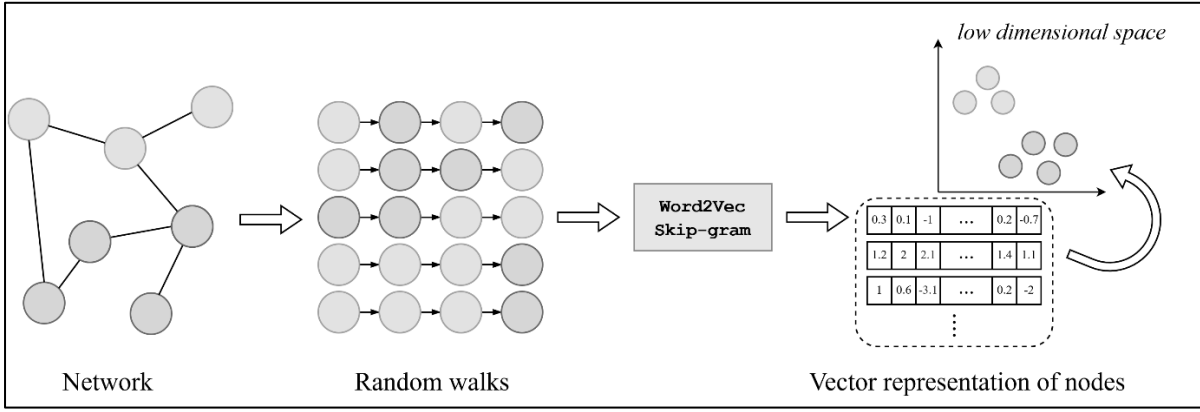 low dimensional space
Word2Vec
Skip-gram
0.3 0.1 -1 ... 0.2 -0.7
1.2 2 2.1 ... 1.4 1.1
1 0.6 -3.1 ... 0.2 -2
Network
Random walks
Vector representation of nodes